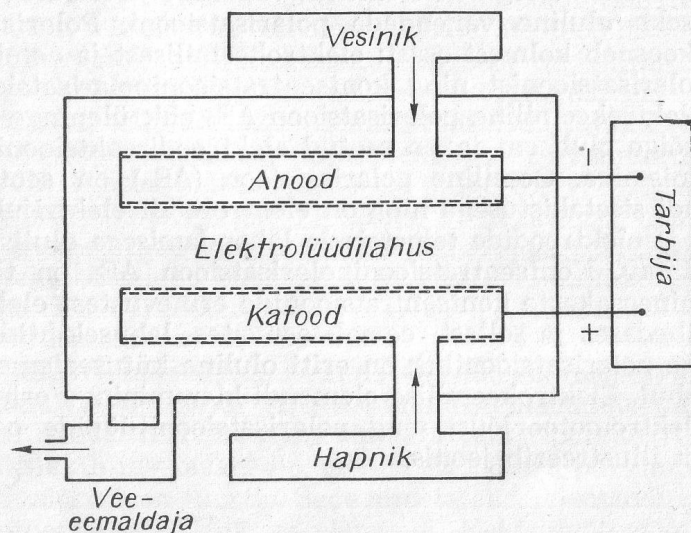 Vesinik
Anood
Elektrolüüdilahus
Katood
+
Hapnik
Tarbija
Vee-
eemaldaja